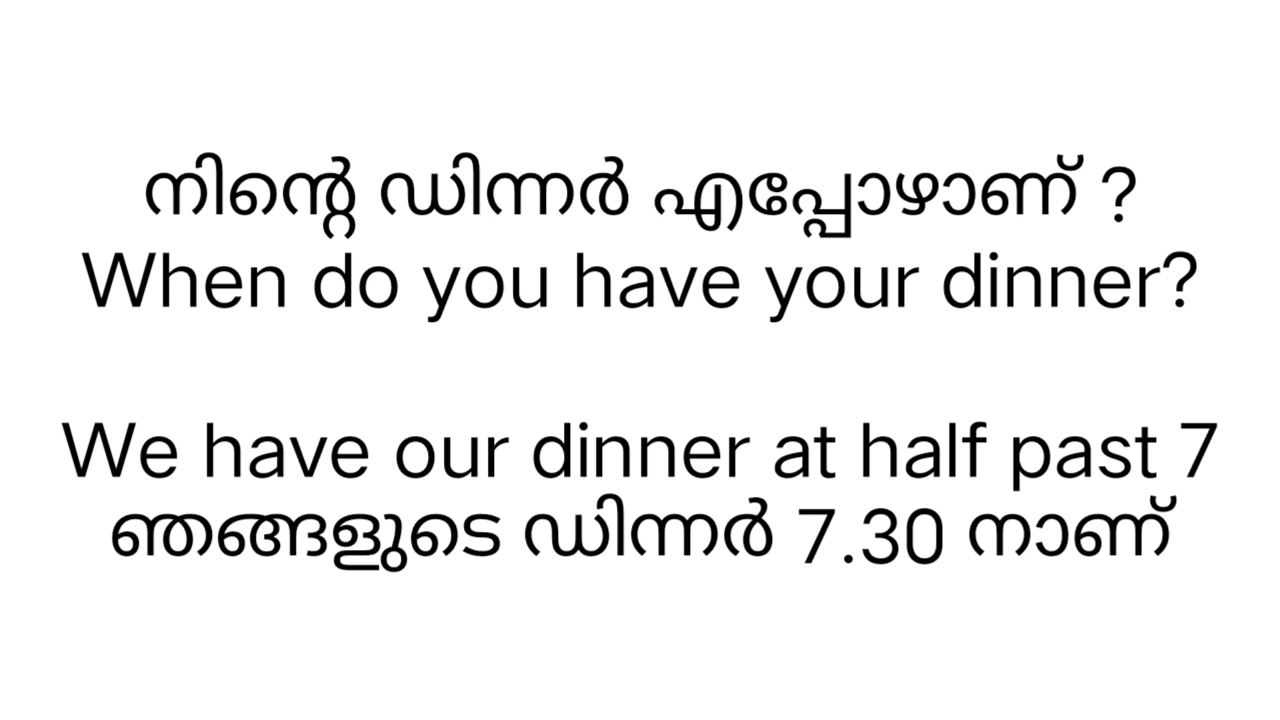 നിന്റെ ഡിന്നർ എപ്പോഴാണ് ?
When do you have your dinner?
We have our dinner at half past 7
ഞങ്ങളുടെ ഡിന്നർ 7.30 നാണ്